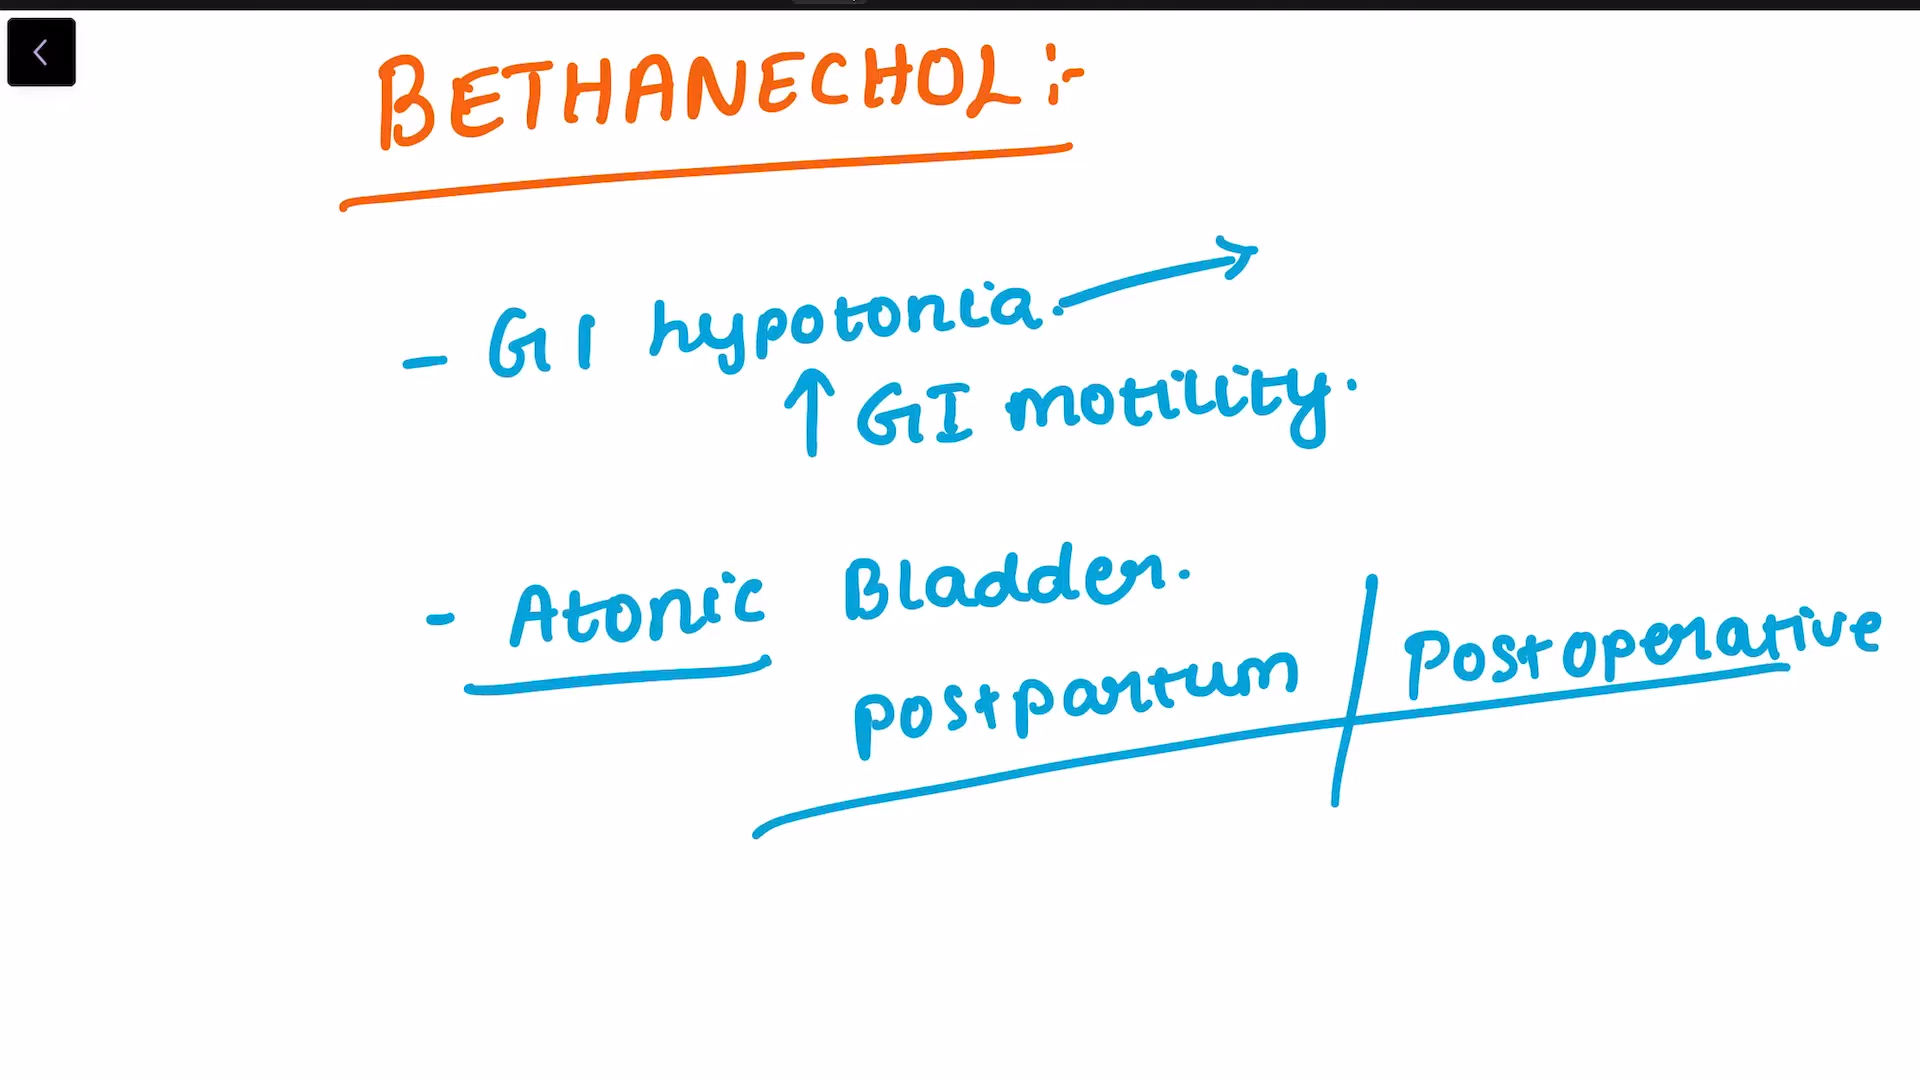 BETHANECHOL :-
- GI hypotonia. →
↑ GI motility.
- Atonic Bladder.
postpartum / Postoperative